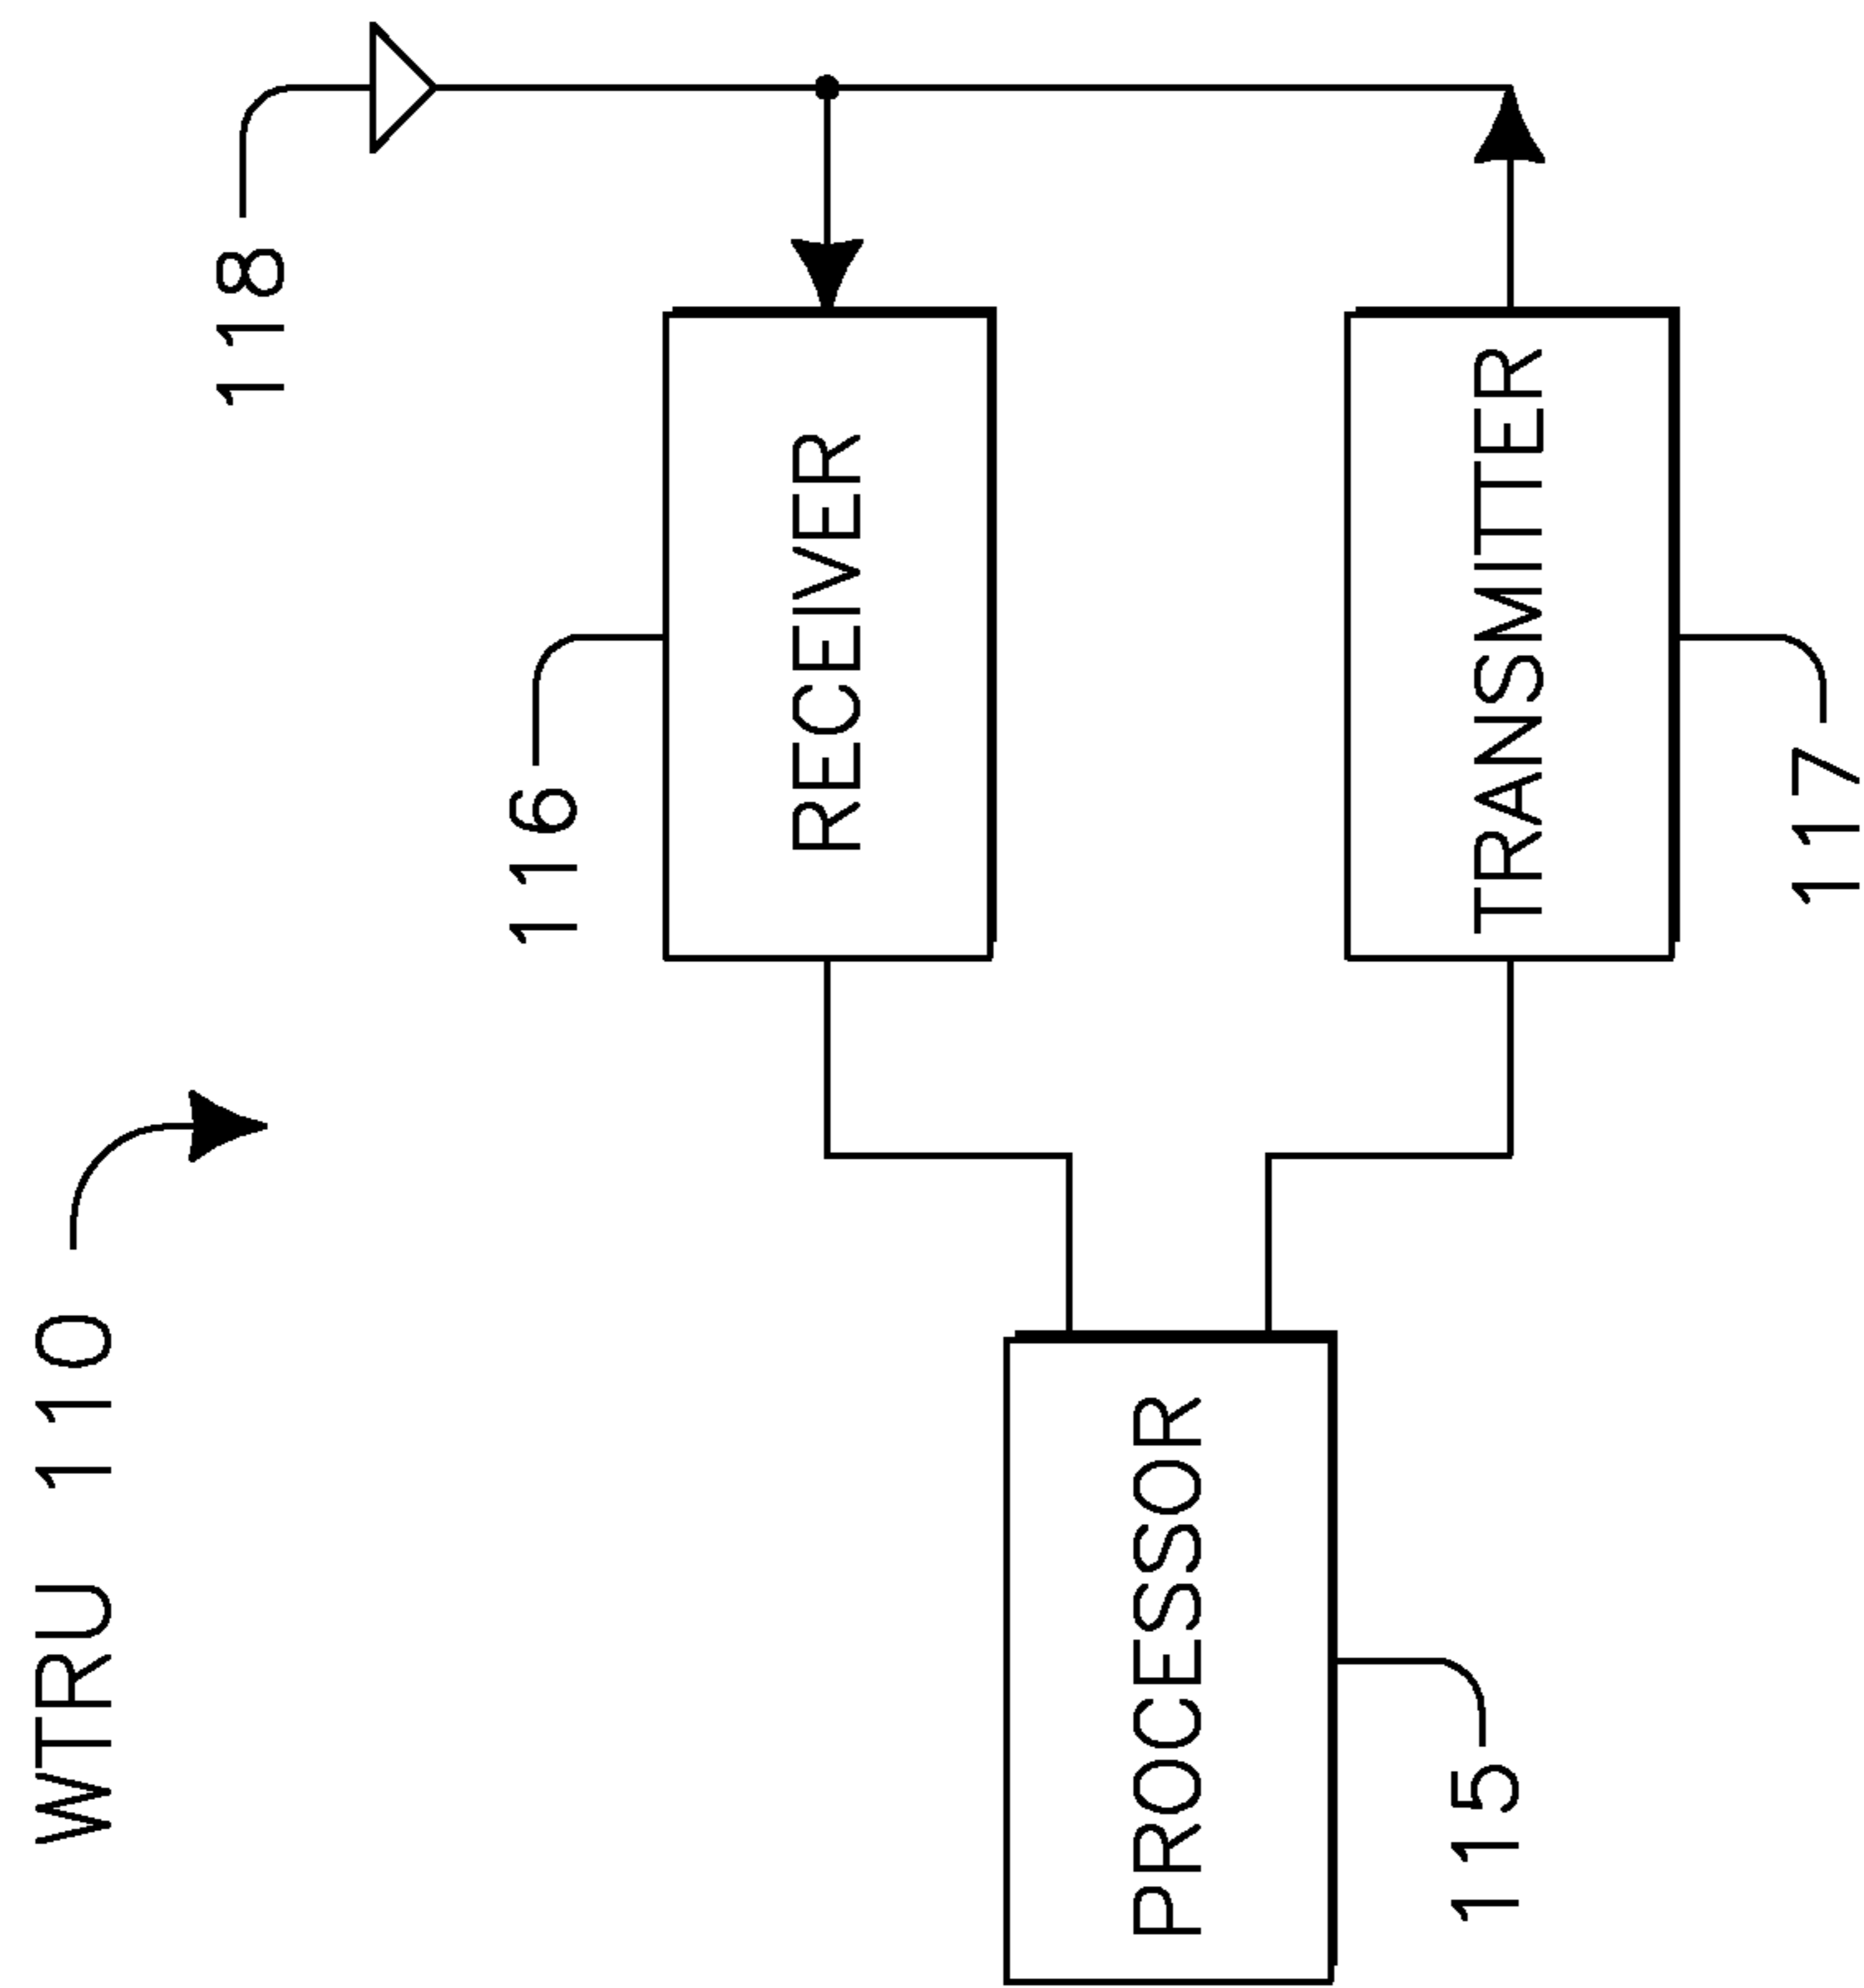 WTRU 110
118
116
RECEIVER
PROCESSOR
115
TRANSMITTER
117